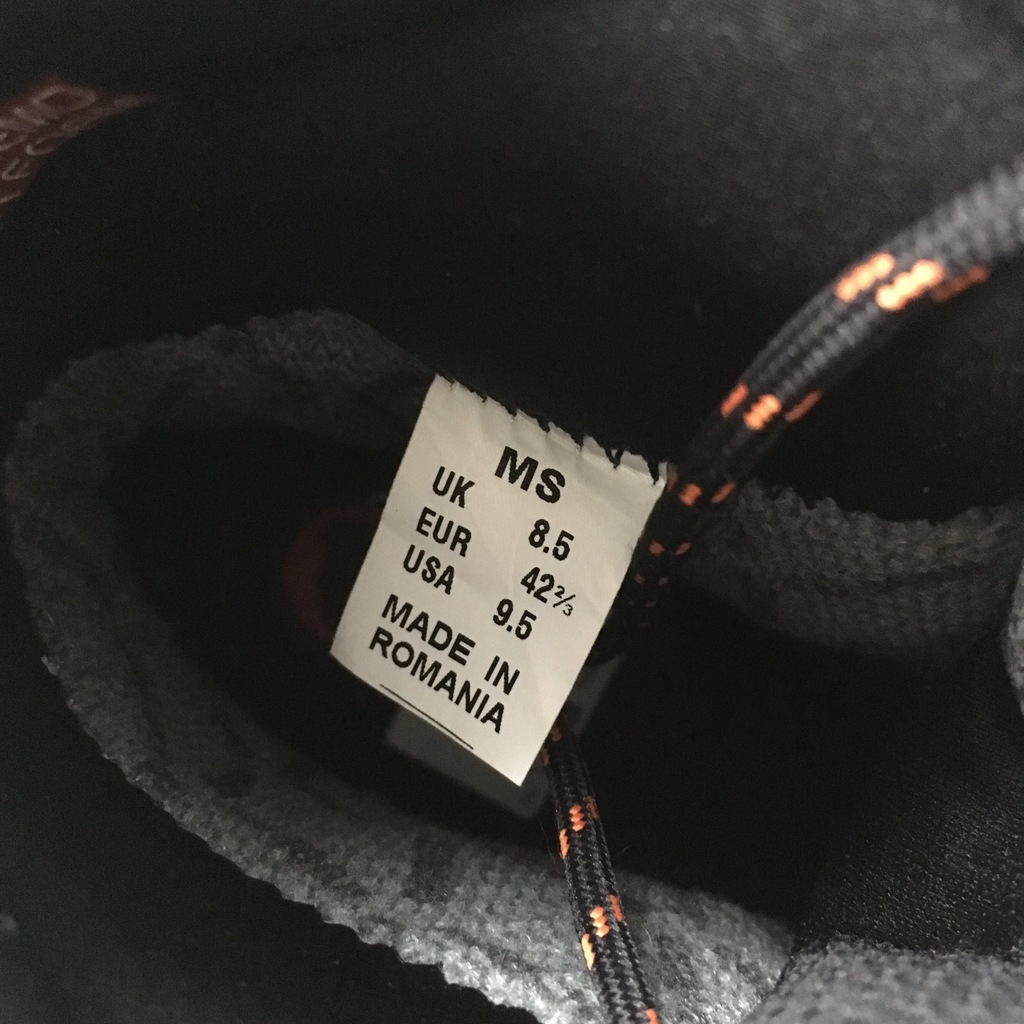 MS
UK 8.5
EUR 42⅔
USA 9.5
MADE IN
ROMANIA